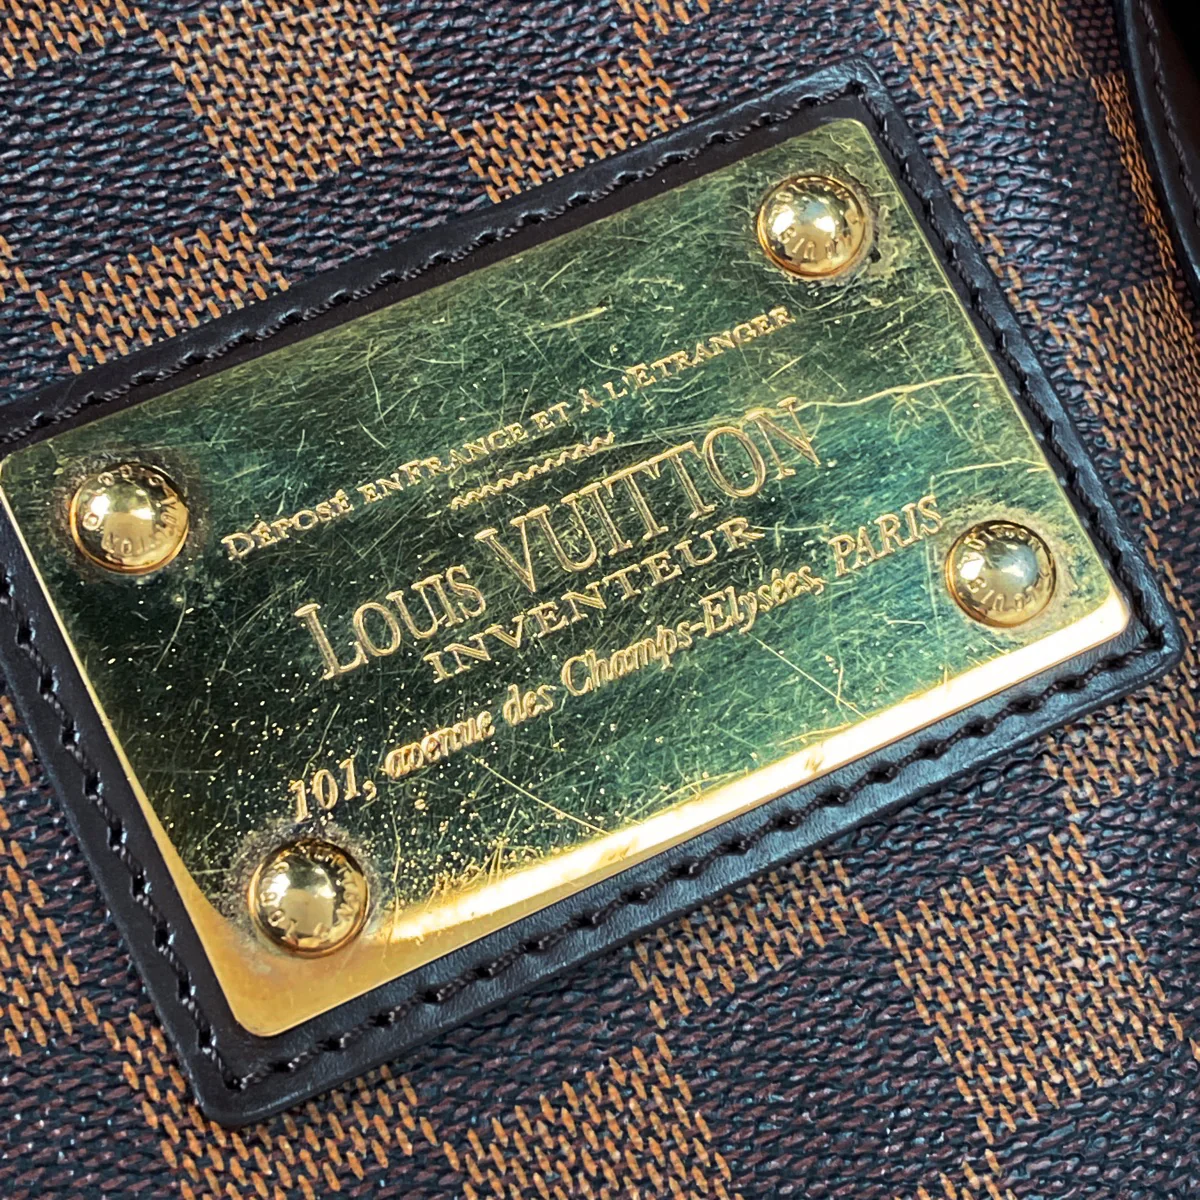 DÉPOSÉ EN FRANCE ET À L'ETRANGER
LOUIS VUITTON
INVENTEUR
101, avenue des Champs-Elysées, PARIS